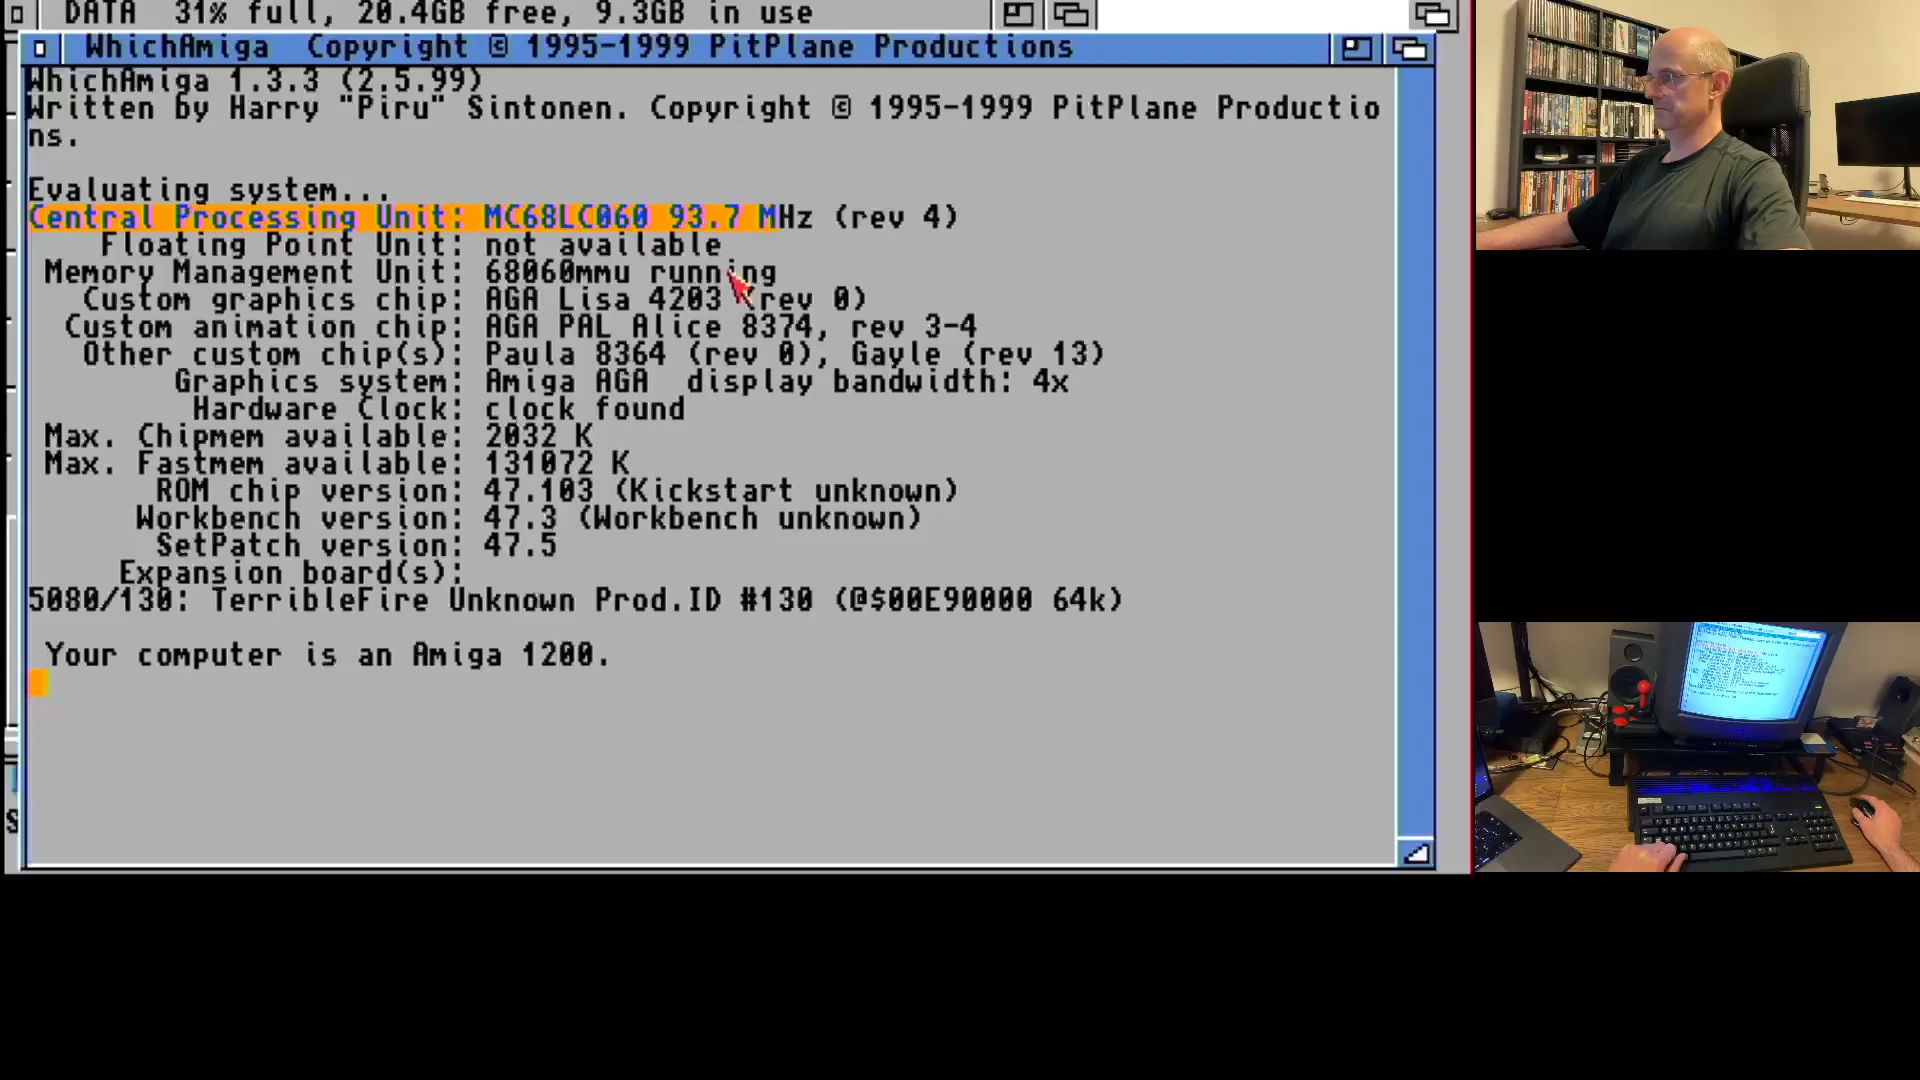 DATA 31% full, 20.4GB free, 9.3GB in use
WhichAmiga Copyright © 1995-1999 PitPlane Productions
WhichAmiga 1.3.3 (2.5.99)
Written by Harry "Piru" Sintonen. Copyright © 1995-1999 PitPlane Productio
ns.
Evaluating system...
Central Processing Unit: MC68LC060 93.7 MHz (rev 4)
Floating Point Unit: not available
Memory Management Unit: 68060mmu running
Custom graphics chip: AGA Lisa 4203 (rev 0)
Custom animation chip: AGA PAL Alice 8374, rev 3-4
Other custom chip(s): Paula 8364 (rev 0), Gayle (rev 13)
Graphics system: Amiga AGA display bandwidth: 4x
Hardware Clock: clock found
Max. Chipmem available: 2032 K
Max. Fastmem available: 131072 K
ROM chip version: 47.103 (Kickstart unknown)
Workbench version: 47.3 (Workbench unknown)
SetPatch version: 47.5
Expansion board(s):
5080/130: TerribleFire Unknown Prod.ID #130 (@$00E90000 64k)
Your computer is an Amiga 1200.